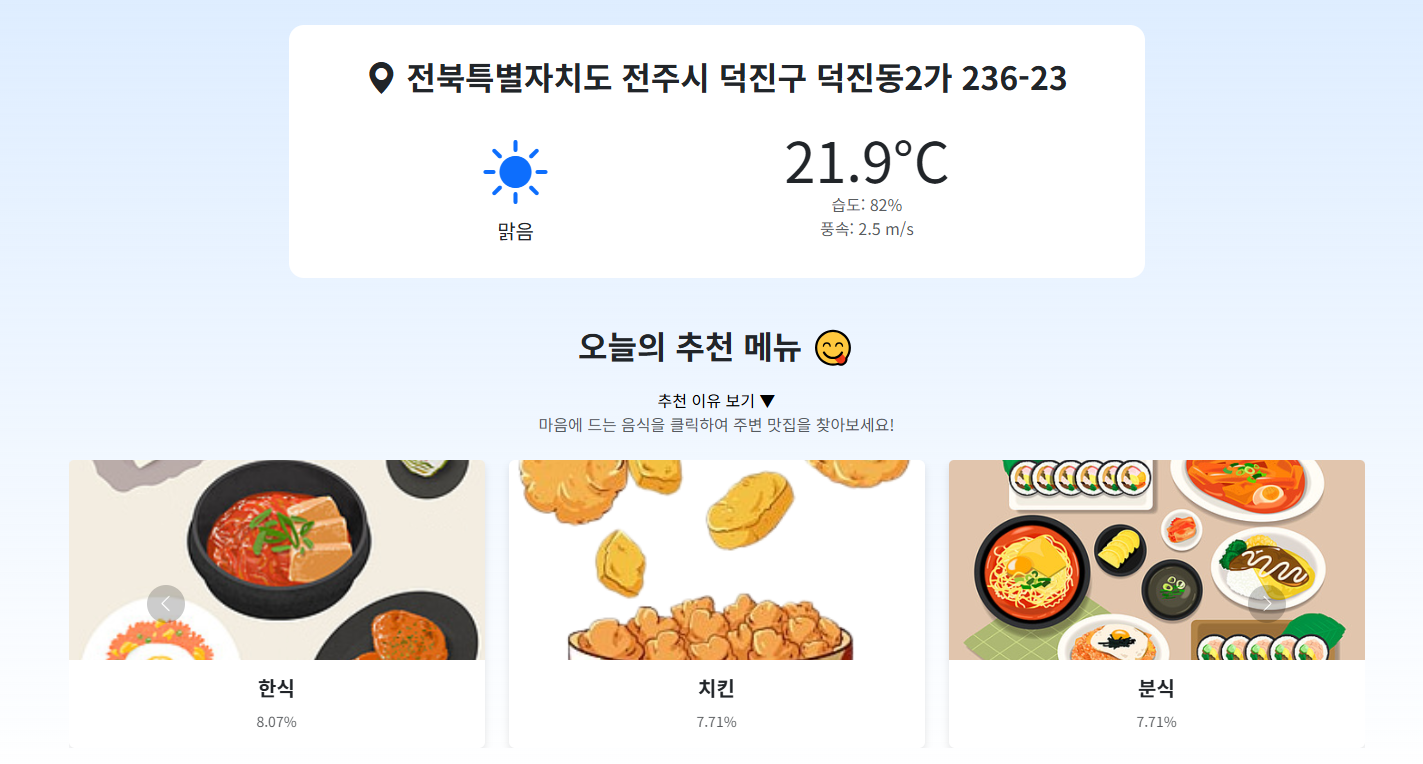 전북특별자치도 전주시 덕진구 덕진동2가 236-23
맑음
21.9°C
습도: 82%
풍속: 2.5 m/s
오늘의 추천 메뉴 😋
추천 이유 보기 ▼
마음에 드는 음식을 클릭하여 주변 맛집을 찾아보세요!
한식
8.07%
치킨
7.71%
분식
7.71%